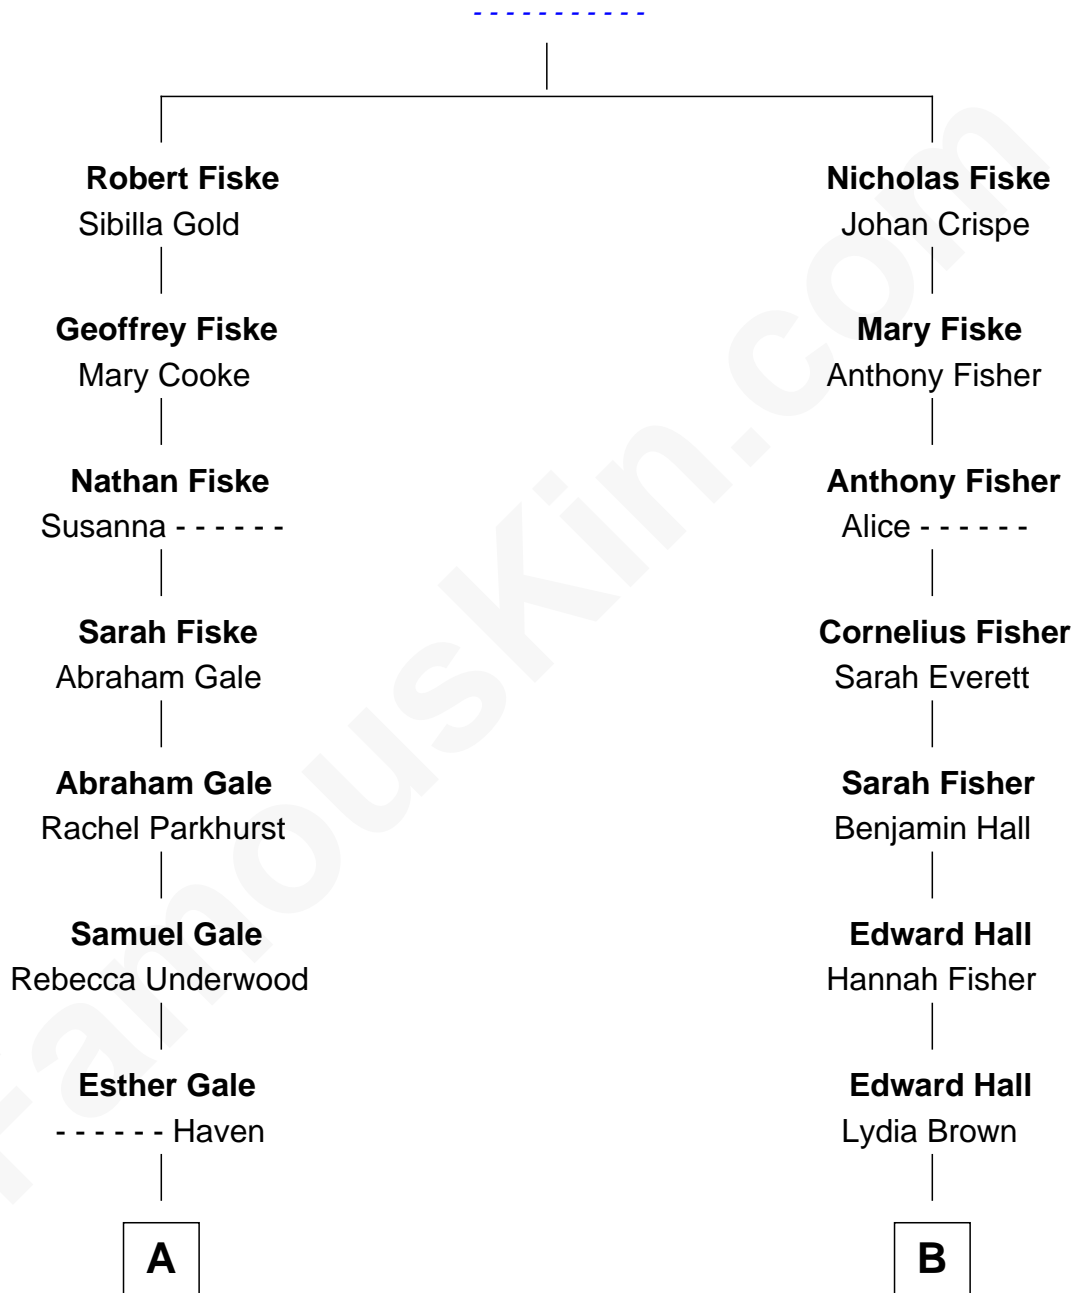 - - - - - - - - - - -
Robert Fiske
Sibilla Gold
Nicholas Fiske
Johan Crispe
Geoffrey Fiske
Mary Cooke
Mary Fiske
Anthony Fisher
Nathan Fiske
Susanna - - - - - -
Anthony Fisher
Alice - - - - - -
Sarah Fiske
Abraham Gale
Cornelius Fisher
Sarah Everett
Abraham Gale
Rachel Parkhurst
Sarah Fisher
Benjamin Hall
Samuel Gale
Rebecca Underwood
Edward Hall
Hannah Fisher
Esther Gale
- - - - - - Haven
Edward Hall
Lydia Brown
A
B
FamousKin.com